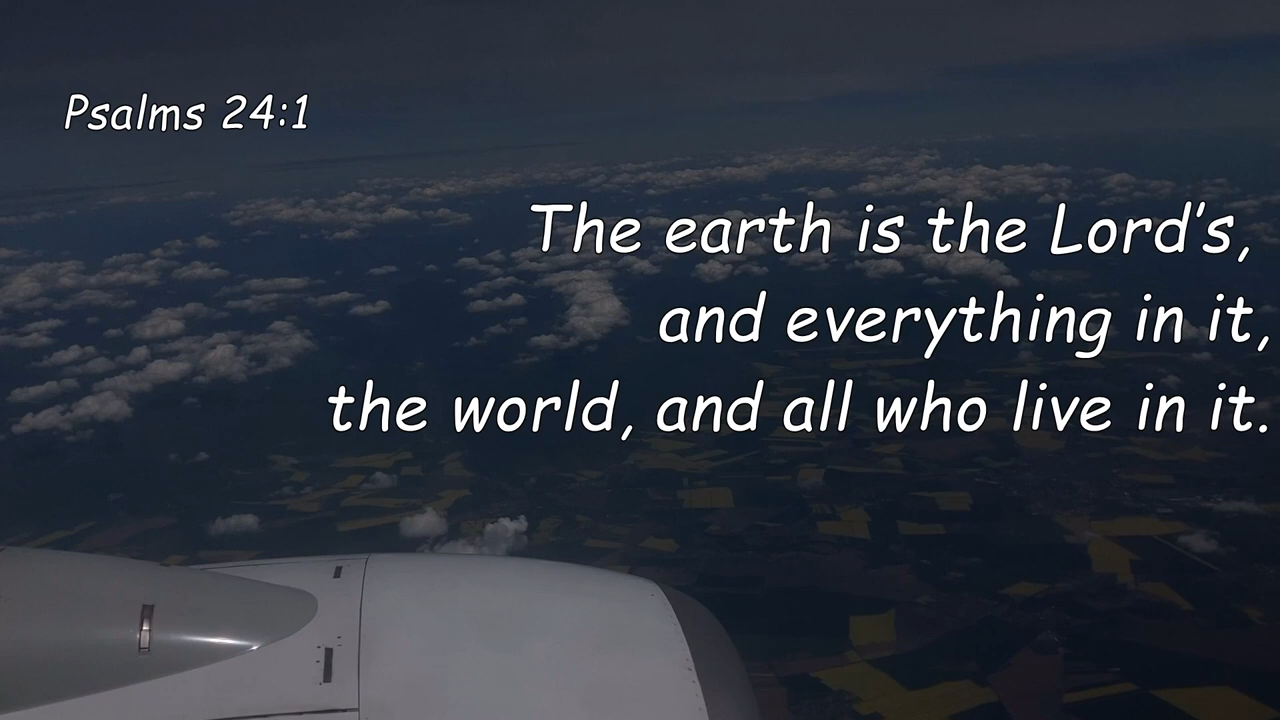 Psalms 24:1
The earth is the Lord’s,
and everything in it,
the world, and all who live in it.